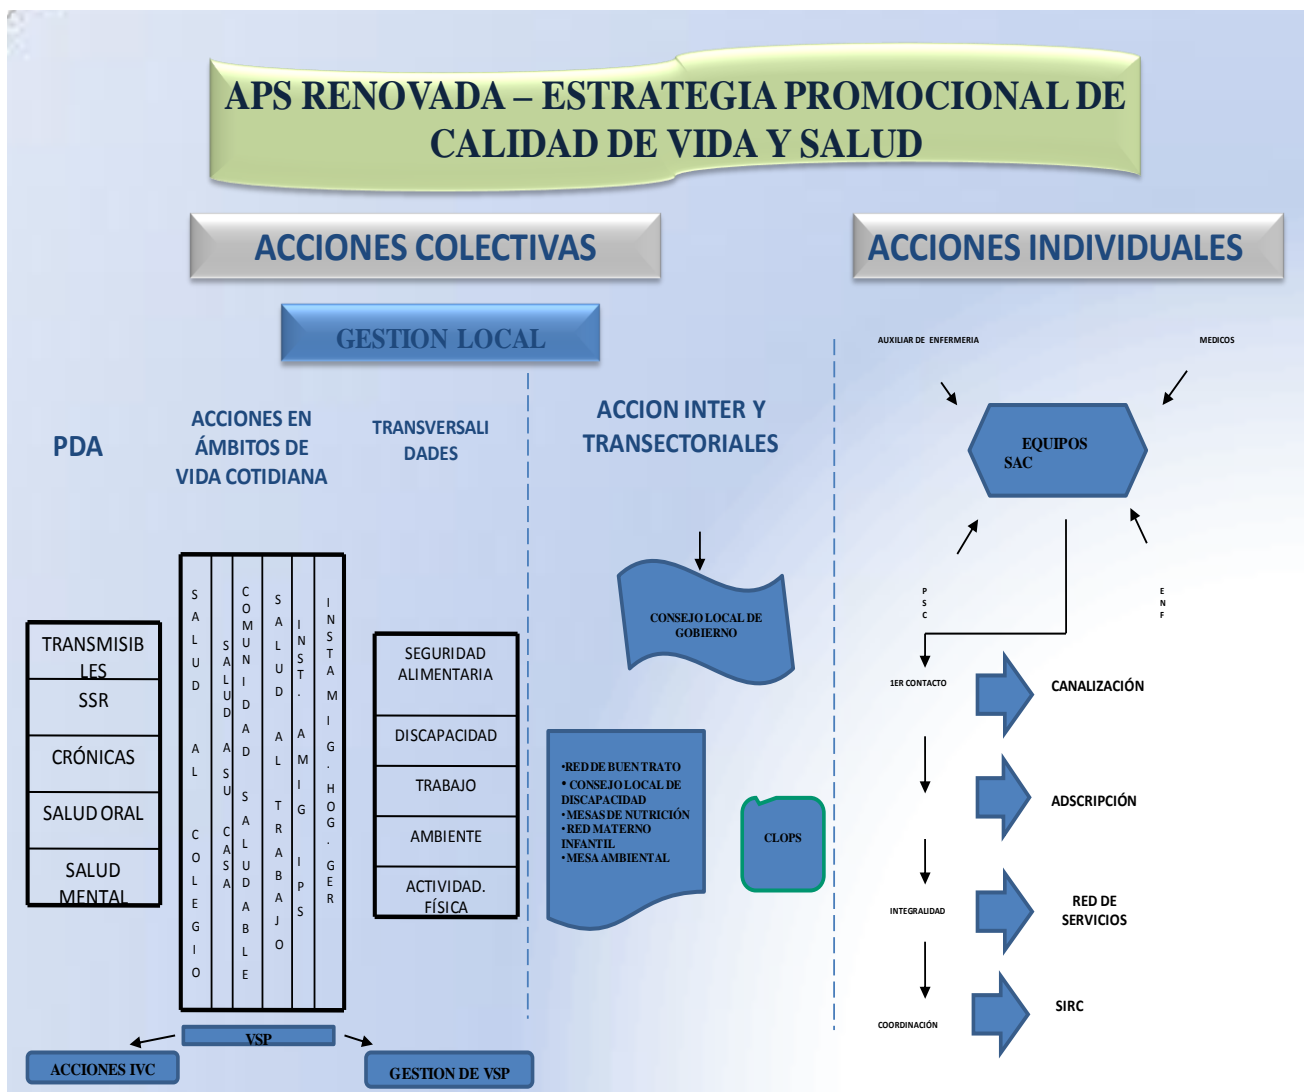 APS RENOVADA – ESTRATEGIA PROMOCIONAL DE
CALIDAD DE VIDA Y SALUD
ACCIONES COLECTIVAS
ACCIONES INDIVIDUALES
GESTION LOCAL
PDA
ACCIONES EN
ÁMBITOS DE
VIDA COTIDIANA
TRANSVERSALI
DADES
ACCION INTER Y
TRANSECTORIALES
TRANSMISIB
LES
SSR
CRÓNICAS
SALUD ORAL
SALUD
MENTAL
SALUD AL COLEGIO
SALUD A SU CASA
COMUNIDAD SALUDABLE
SALUD AL TRABAJO
INST. AMIG IPS
INSTAMIG. HOG. GER
SEGURIDAD
ALIMENTARIA
DISCAPACIDAD
TRABAJO
AMBIENTE
ACTIVIDAD.
FÍSICA
VSP
ACCIONES IVC
GESTION DE VSP
CONSEJO LOCAL DE
GOBIERNO
•RED DE BUEN TRATO
• CONSEJO LOCAL DE
DISCAPACIDAD
•MESAS DE NUTRICIÓN
•RED MATERNO
INFANTIL
•MESA AMBIENTAL
CLOPS
AUXILIAR DE ENFERMERIA
MEDICOS
EQUIPOS
SAC
PSC
ENF
1ER CONTACTO
CANALIZACIÓN
ADSCRIPCIÓN
INTEGRALIDAD
RED DE
SERVICIOS
COORDINACIÓN
SIRC